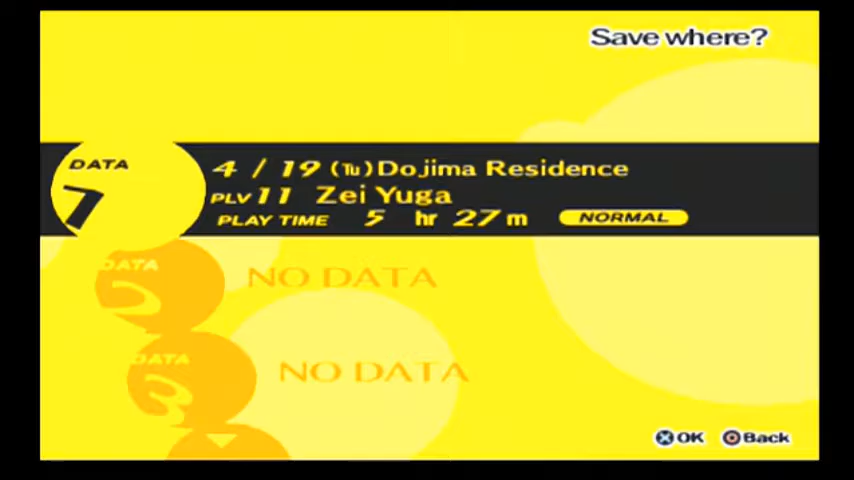 Save where?
DATA
1
4 / 19 (Tu) Dojima Residence
PLV 11 Zei Yuga
PLAY TIME 5 hr 27 m NORMAL
DATA
2
NO DATA
DATA
3
NO DATA
OK Back